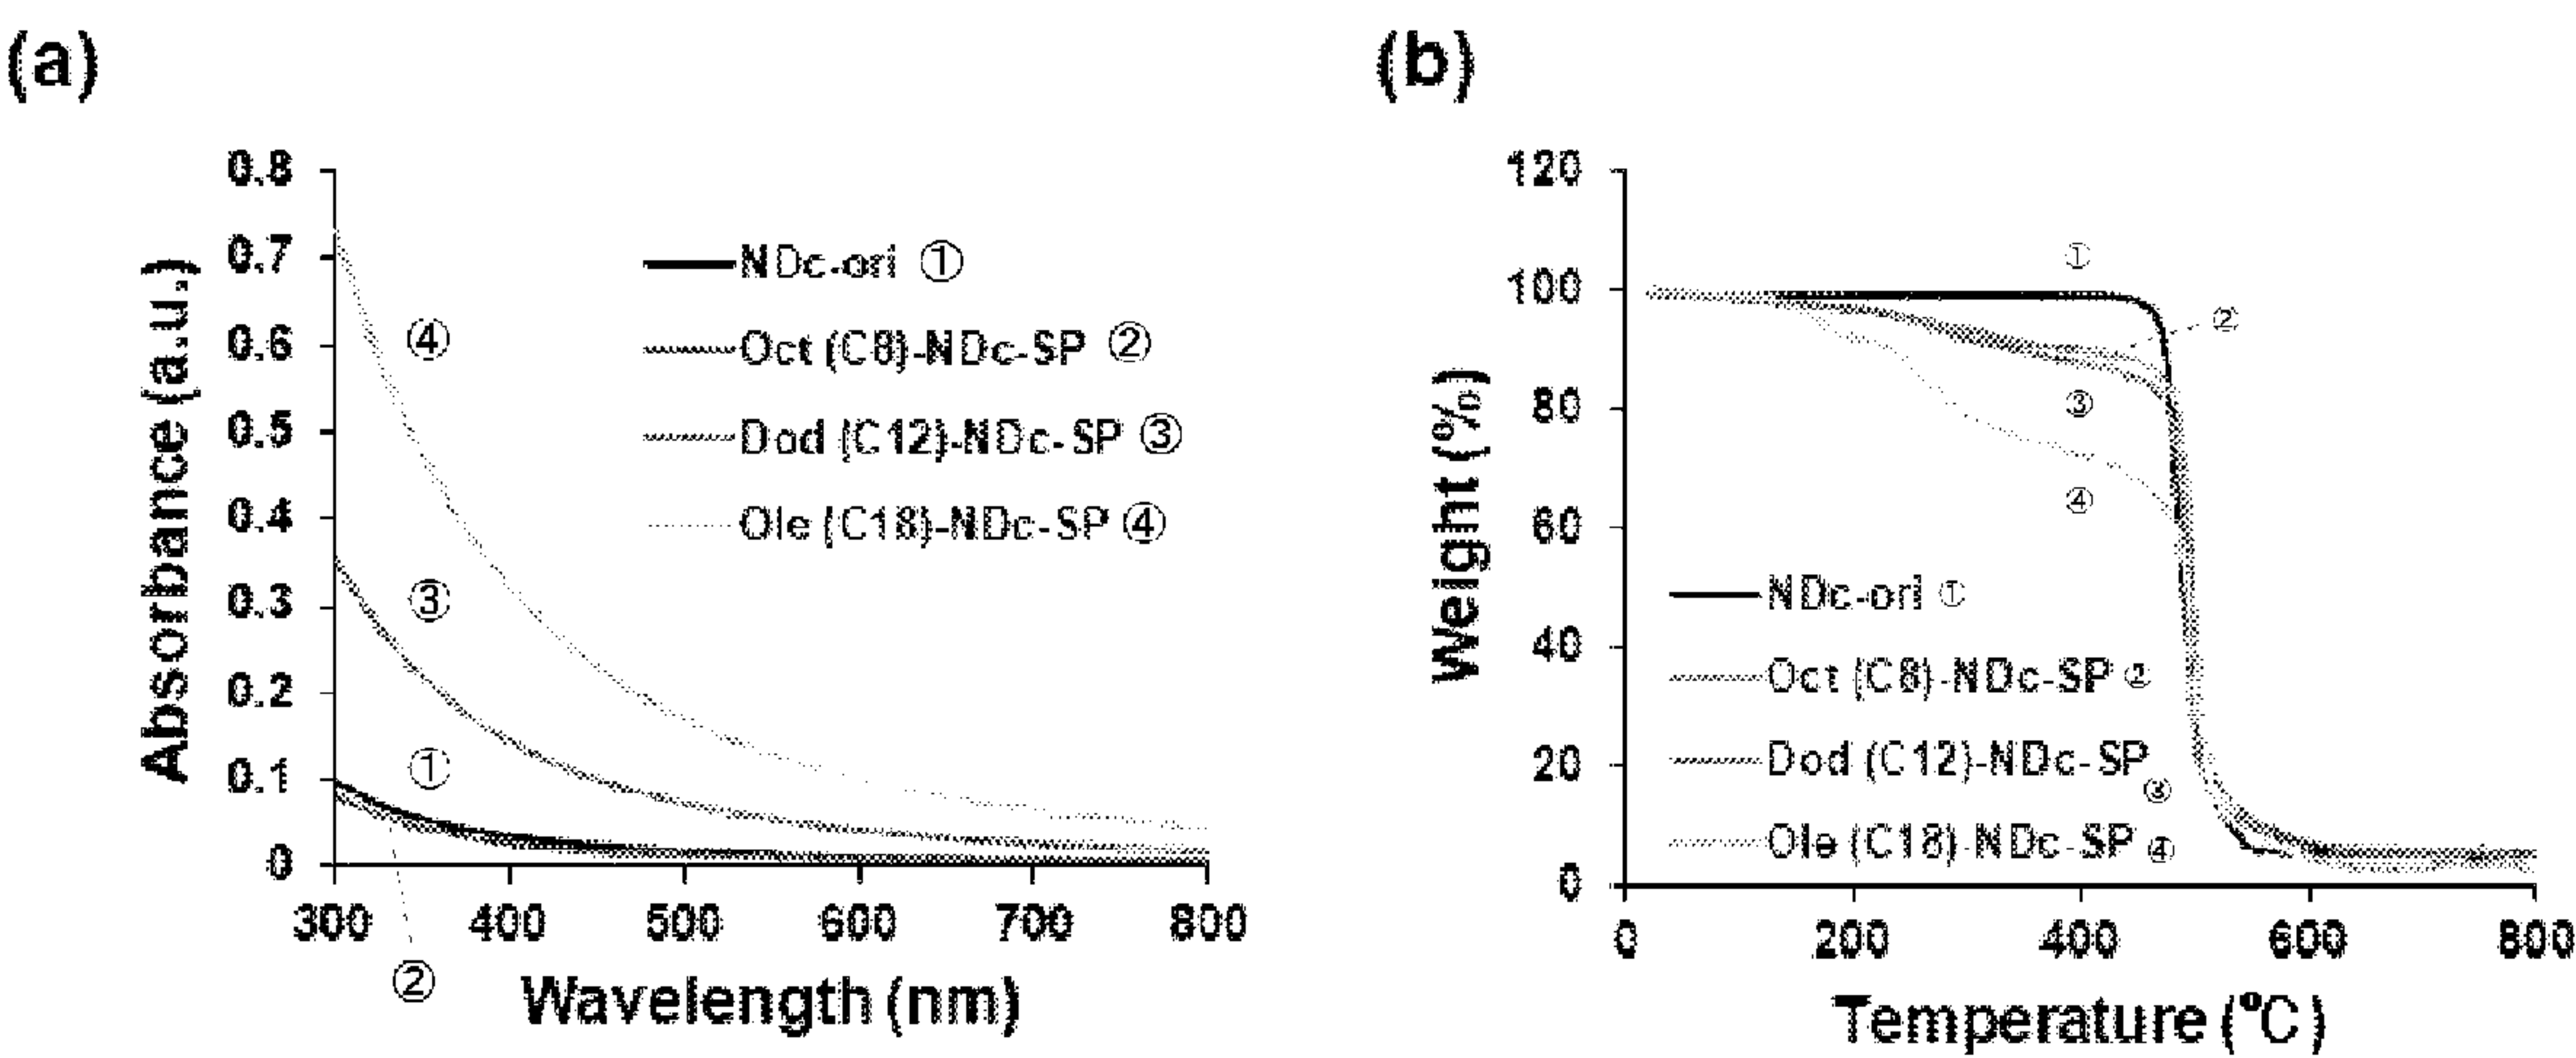 (a)
0.8
0.7
0.6
0.5
0.4
0.3
0.2
0.1
0
Absorbance (a.u.)
NDc-ori ①
Oct (C8)-NDc-SP ②
Dod (C12)-NDc-SP ③
Ole (C18)-NDc-SP ④
④
③
①
②
300 400 500 600 700 800
Wavelength (nm)
(b)
120
100
80
60
40
20
0
Weight (%)
①
②
③
④
NDc-ori ①
Oct (C8)-NDc-SP ②
Dod (C12)-NDc-SP ③
Ole (C18)-NDc-SP ④
0 200 400 600 800
Temperature (°C)